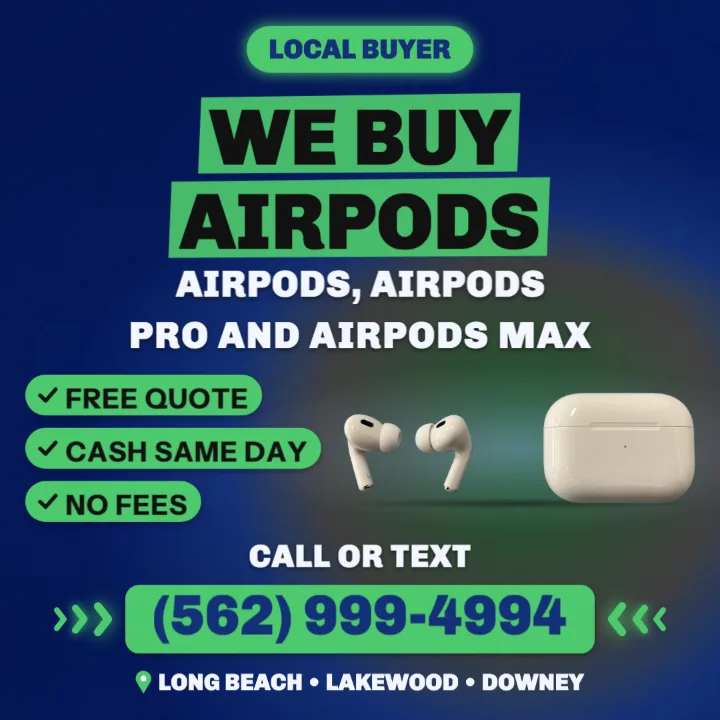 LOCAL BUYER
WE BUY
AIRPODS
AIRPODS, AIRPODS
PRO AND AIRPODS MAX
FREE QUOTE
CASH SAME DAY
NO FEES
CALL OR TEXT
(562) 999-4994
LONG BEACH • LAKEWOOD • DOWNEY